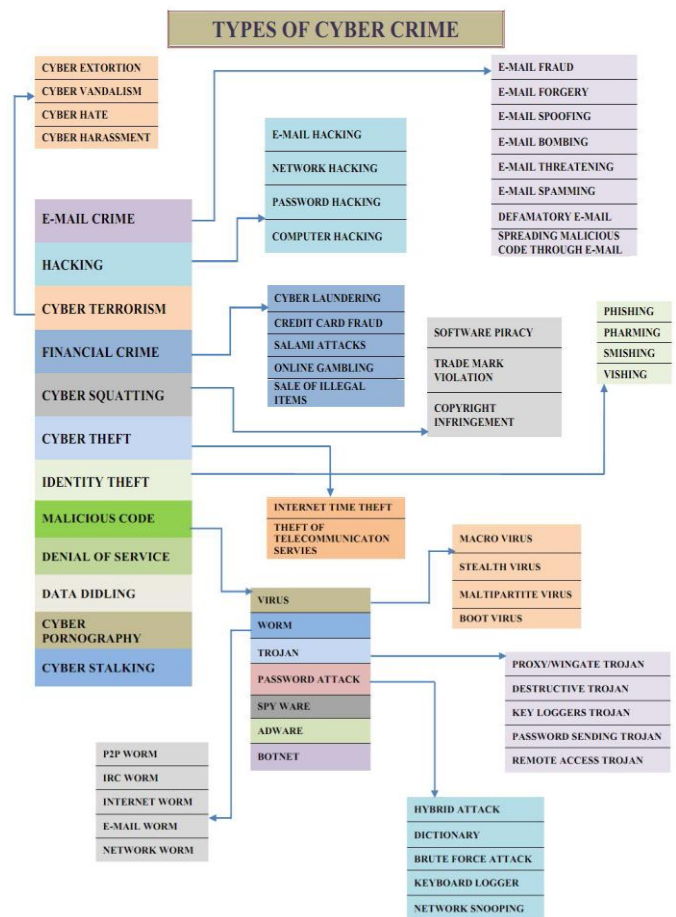 TYPES OF CYBER CRIME
CYBER EXTORTION
CYBER VANDALISM
CYBER HATE
CYBER HARASSMENT
E-MAIL FRAUD
E-MAIL FORGERY
E-MAIL SPOOFING
E-MAIL BOMBING
E-MAIL THREATENING
E-MAIL SPAMMING
DEFAMATORY E-MAIL
SPREADING MALICIOUS
CODE THROUGH E-MAIL
E-MAIL HACKING
NETWORK HACKING
PASSWORD HACKING
COMPUTER HACKING
E-MAIL CRIME
HACKING
CYBER TERRORISM
FINANCIAL CRIME
CYBER SQUATTING
CYBER THEFT
IDENTITY THEFT
MALICIOUS CODE
DENIAL OF SERVICE
DATA DIDLING
CYBER
PORNOGRAPHY
CYBER STALKING
CYBER LAUNDERING
CREDIT CARD FRAUD
SALAMI ATTACKS
ONLINE GAMBLING
SALE OF ILLEGAL
ITEMS
SOFTWARE PIRACY
TRADE MARK
VIOLATION
COPYRIGHT
INFRINGEMENT
PHISHING
PHARMING
SMISHING
VISHING
INTERNET TIME THEFT
THEFT OF
TELECOMMUNICATON
SERVIES
VIRUS
WORM
TROJAN
PASSWORD ATTACK
SPY WARE
ADWARE
BOTNET
MACRO VIRUS
STEALTH VIRUS
MALTIPARTITE VIRUS
BOOT VIRUS
PROXY/WINGATE TROJAN
DESTRUCTIVE TROJAN
KEY LOGGERS TROJAN
PASSWORD SENDING TROJAN
REMOTE ACCESS TROJAN
P2P WORM
IRC WORM
INTERNET WORM
E-MAIL WORM
NETWORK WORM
HYBRID ATTACK
DICTIONARY
BRUTE FORCE ATTACK
KEYBOARD LOGGER
NETWORK SNOOPING